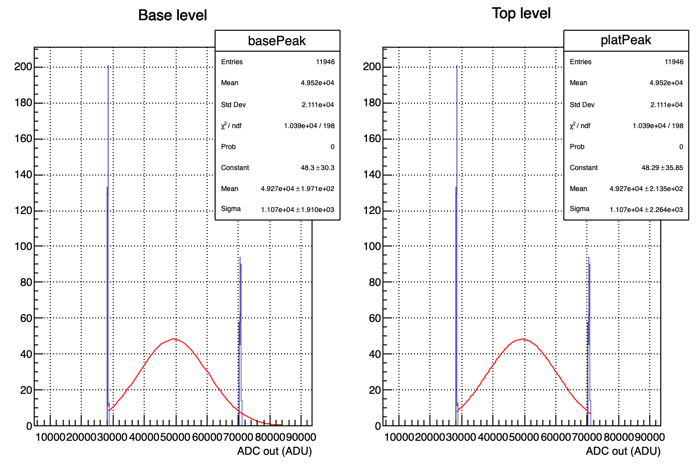 Base level
basePeak
Entries 11946
Mean 4.952e+04
Std Dev 2.111e+04
χ² / ndf 1.039e+04 / 198
Prob 0
Constant 48.3±30.3
Mean 4.927e+04±1.971e+02
Sigma 1.107e+04±1.910e+03
200
180
160
140
120
100
80
60
40
20
0
10000 20000 30000 40000 50000 60000 70000 80000 90000
ADC out (ADU)
Top level
platPeak
Entries 11946
Mean 4.952e+04
Std Dev 2.111e+04
χ² / ndf 1.039e+04 / 198
Prob 0
Constant 48.29±35.85
Mean 4.927e+04±2.135e+02
Sigma 1.107e+04±2.264e+03
200
180
160
140
120
100
80
60
40
20
0
10000 20000 30000 40000 50000 60000 70000 80000 90000
ADC out (ADU)